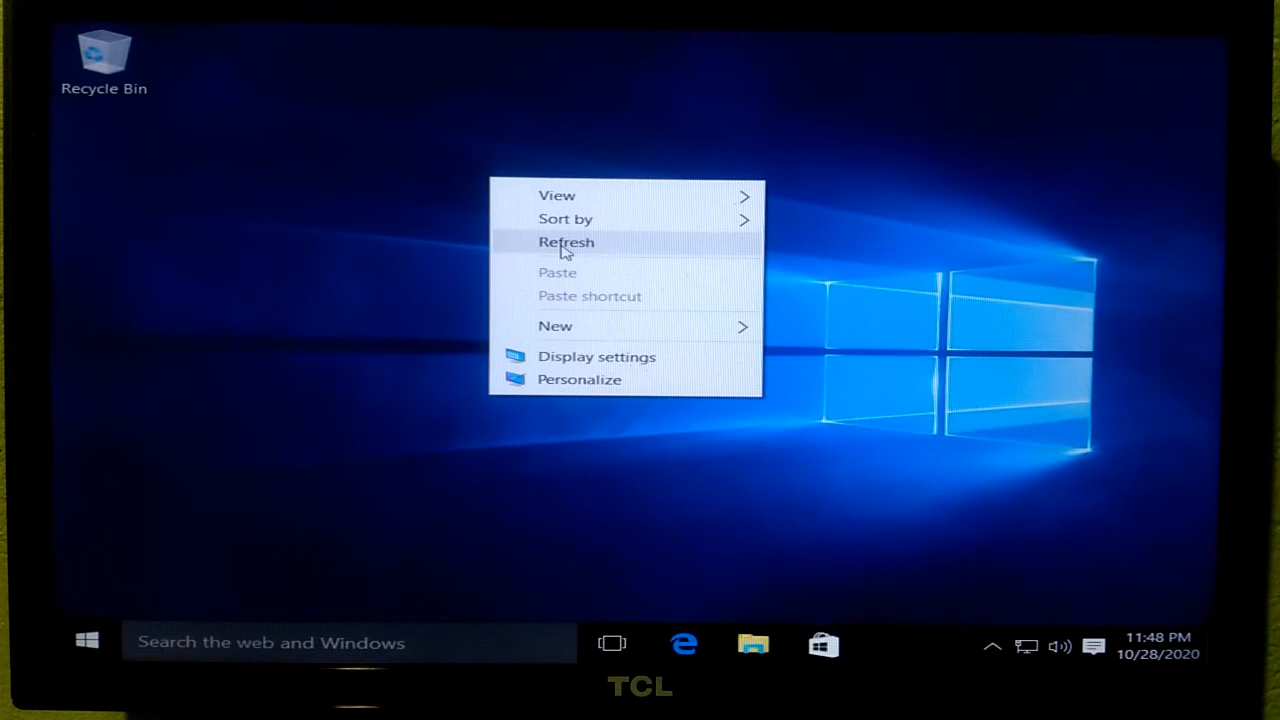 Recycle Bin
View
Sort by
Refresh
Paste
Paste shortcut
New
Display settings
Personalize
Search the web and Windows
11:48 PM
10/28/2020
TCL